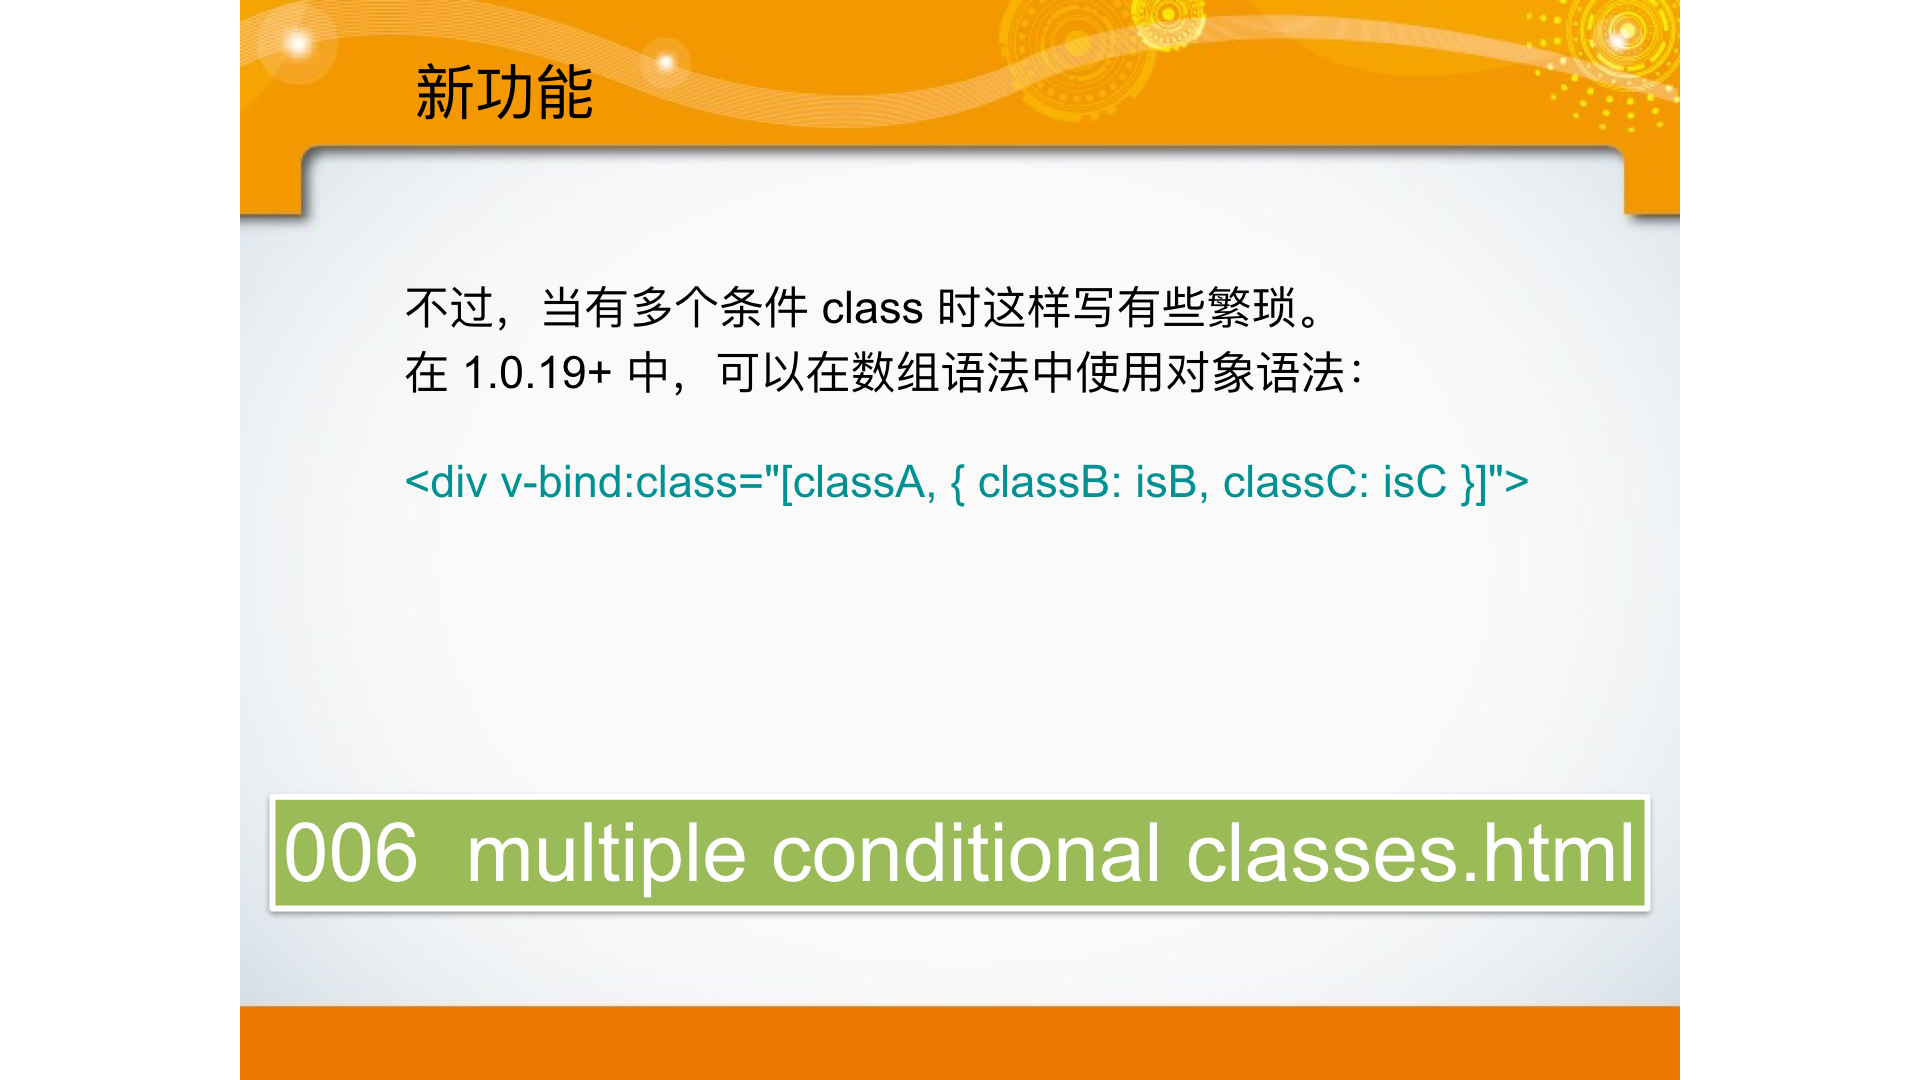 新功能
不过，当有多个条件 class 时这样写有些繁琐。
在 1.0.19+ 中，可以在数组语法中使用对象语法：
<div v-bind:class="[classA, { classB: isB, classC: isC }]">
006  multiple conditional classes.html